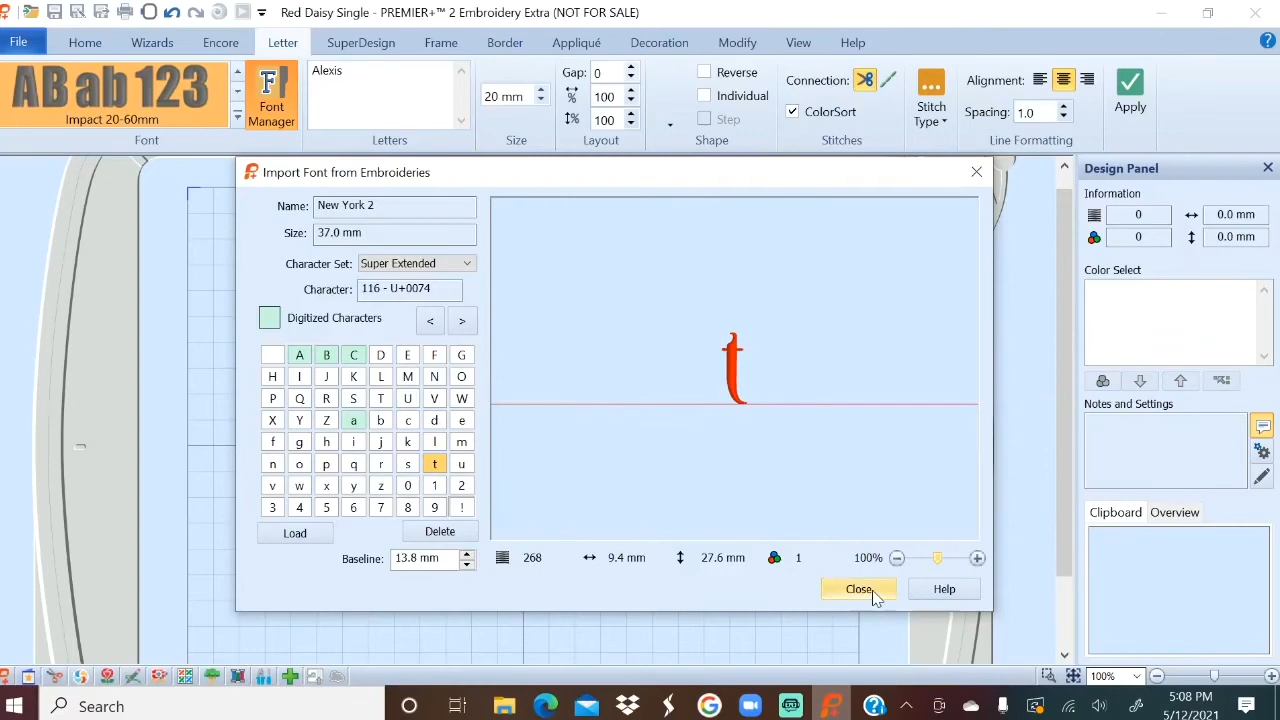 Red Daisy Single - PREMIER+™ 2 Embroidery Extra (NOT FOR SALE)
File Home Wizards Encore Letter SuperDesign Frame Border Appliqué Decoration Modify View Help
AB ab 123
Impact 20-60mm
Font
Font Manager
Alexis
Letters
20 mm
Size
Gap: 0
100
100
Layout
Reverse
Individual
Step
Shape
Connection:
ColorSort
Stitches
Stitch Type
Alignment:
Spacing: 1.0
Line Formatting
Apply
Import Font from Embroideries
Name: New York 2
Size: 37.0 mm
Character Set: Super Extended
Character: 116 - U+0074
Digitized Characters < >
A B C D E F G
H I J K L M N O
P Q R S T U V W
X Y Z a b c d e
f g h i j k l m
n o p q r s t u
v w x y z 0 1 2
3 4 5 6 7 8 9 !
Load Delete
Baseline: 13.8 mm
t
268 9.4 mm 27.6 mm 1 100%
Close Help
Design Panel
Information
0 0.0 mm
0 0.0 mm
Color Select
Notes and Settings
Clipboard Overview
100%
Search
5:08 PM
5/12/2021